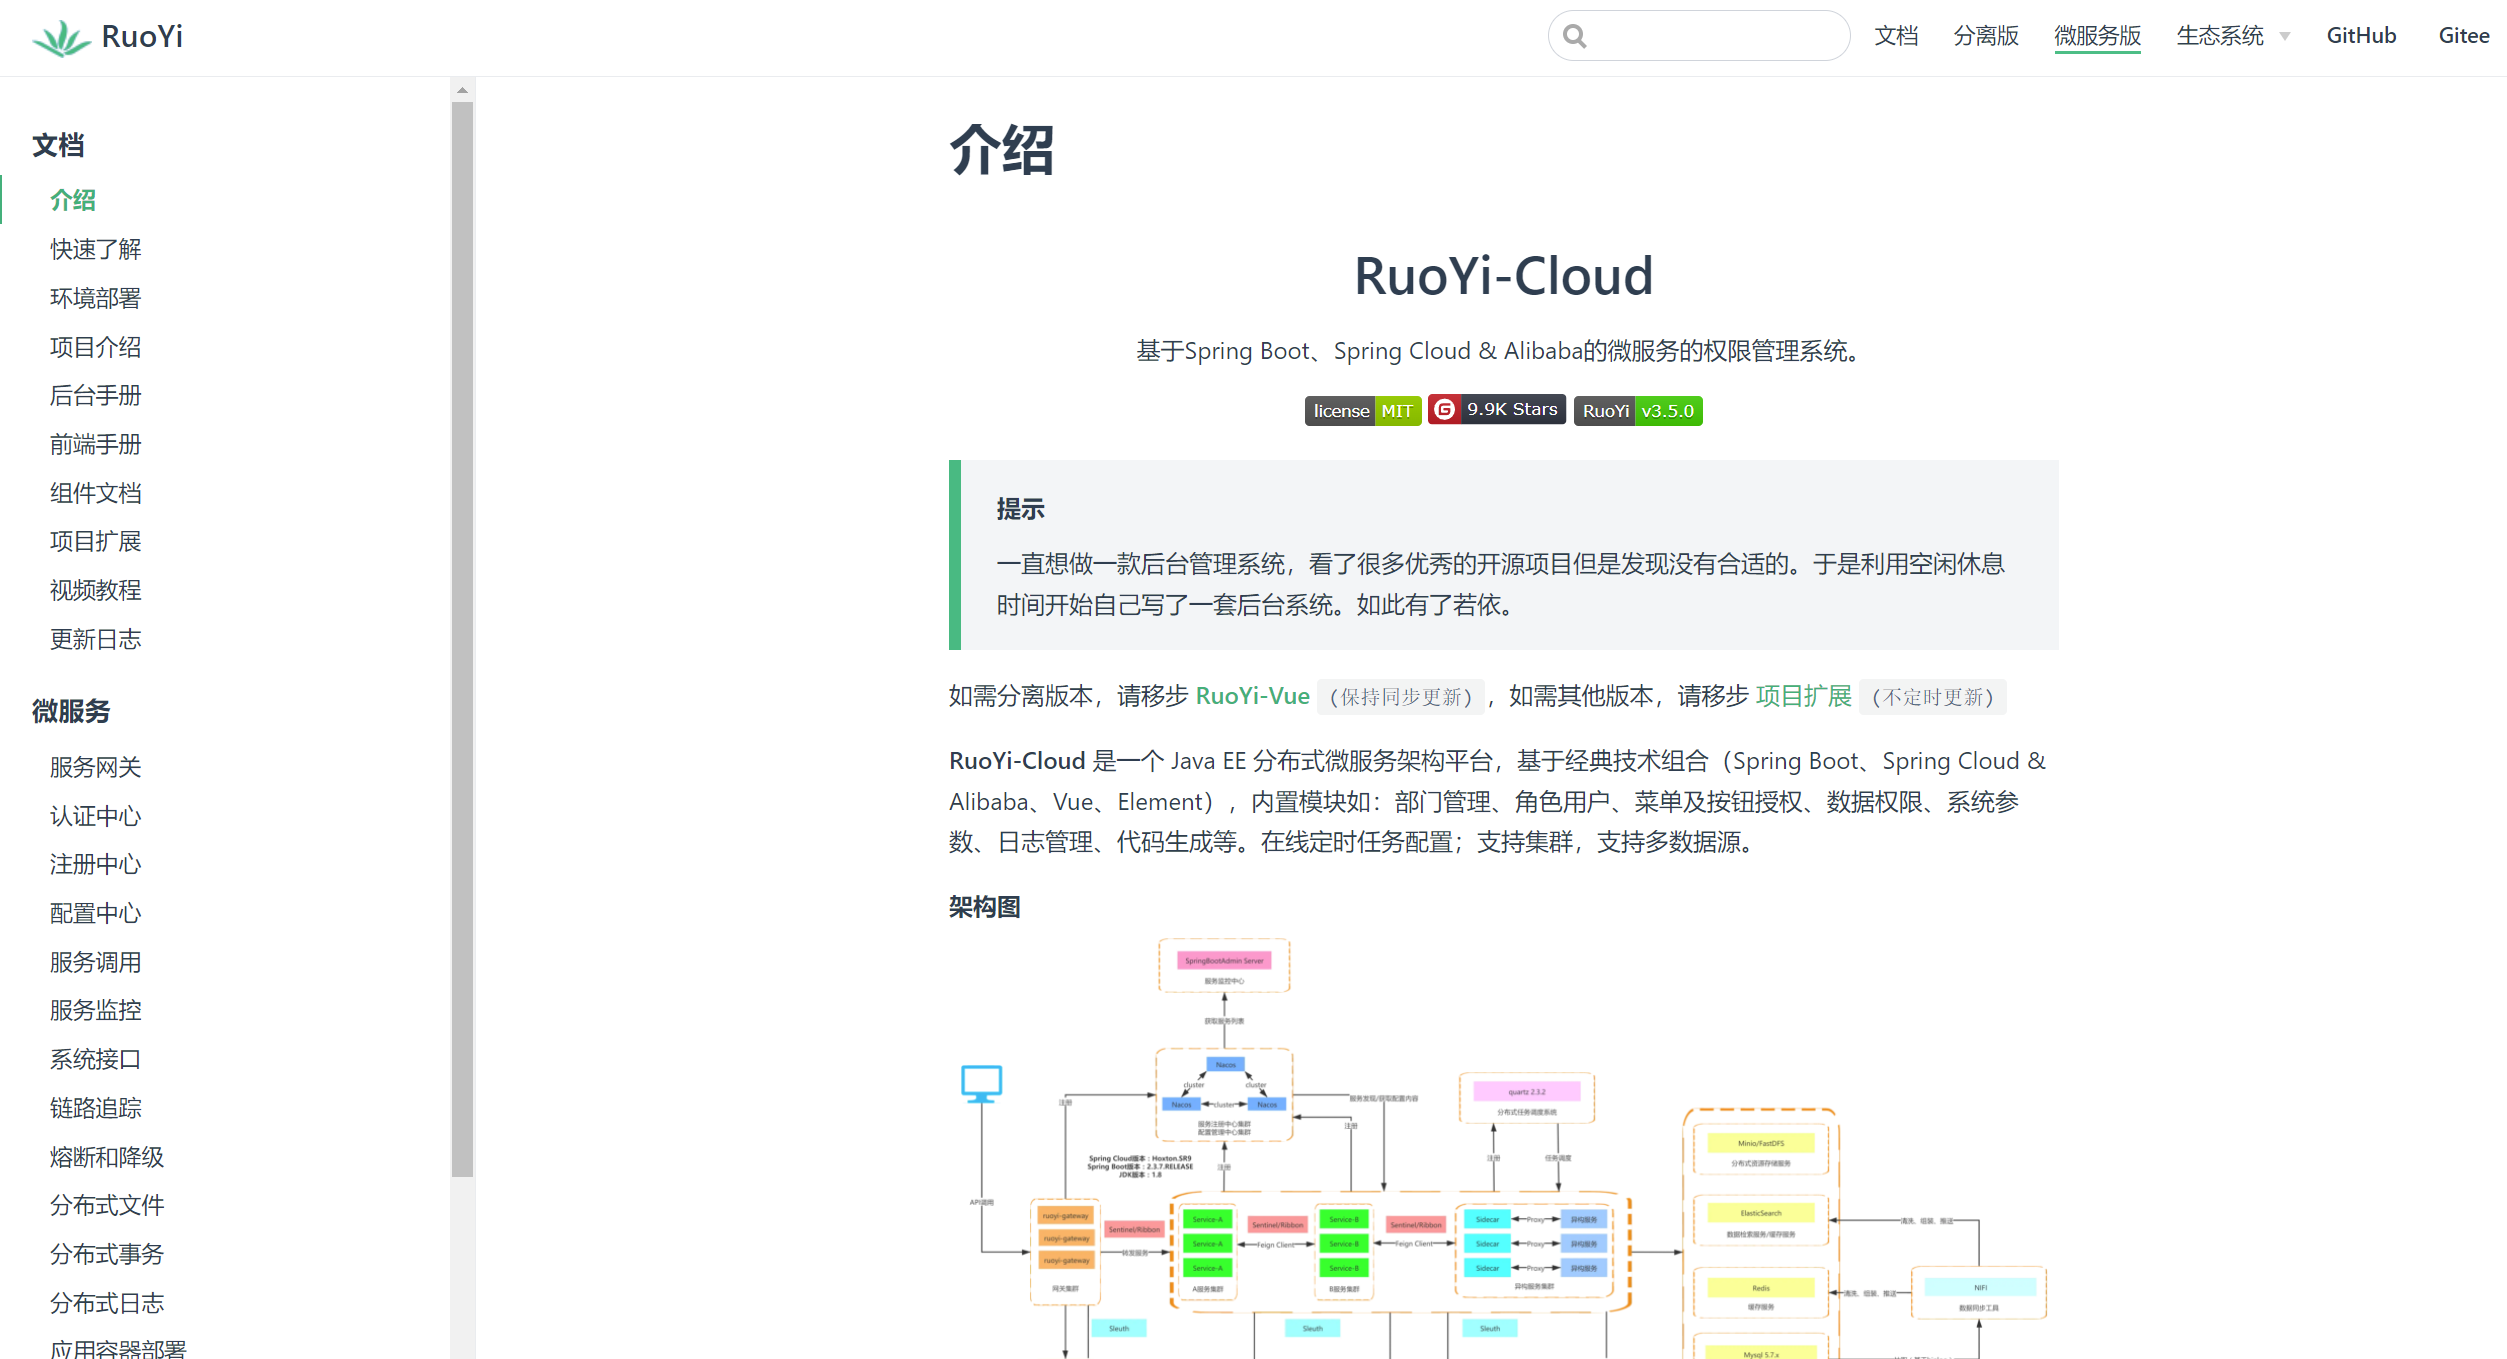 RuoYi
文档
分离版
微服务版
生态系统
GitHub
Gitee
文档
介绍
快速了解
环境部署
项目介绍
后台手册
前端手册
组件文档
项目扩展
视频教程
更新日志
微服务
服务网关
认证中心
注册中心
配置中心
服务调用
服务监控
系统接口
链路追踪
熔断和降级
分布式文件
分布式事务
分布式日志
应用容器部署
介绍
RuoYi-Cloud
基于Spring Boot、Spring Cloud & Alibaba的微服务的权限管理系统。
license MIT
9.9K Stars
RuoYi v3.5.0
提示
一直想做一款后台管理系统，看了很多优秀的开源项目但是发现没有合适的。于是利用空闲休息
时间开始自己写了一套后台系统。如此有了若依。
如需分离版本，请移步 RuoYi-Vue（保持同步更新），如需其他版本，请移步 项目扩展（不定时更新）
RuoYi-Cloud 是一个 Java EE 分布式微服务架构平台，基于经典技术组合（Spring Boot、Spring Cloud &
Alibaba、Vue、Element），内置模块如：部门管理、角色用户、菜单及按钮授权、数据权限、系统参
数、日志管理、代码生成等。在线定时任务配置；支持集群，支持多数据源。
架构图
SpringBootAdmin Server
服务监控中心
获取服务列表
Nacos
cluster
cluster
Nacos
cluster
Nacos
服务注册中心集群
配置管理中心集群
注册
服务发现/获取配置内容
注册
quartz 2.3.2
分布式任务调度系统
Spring Cloud版本：Hoxton.SR9
Spring Boot版本：2.3.7.RELEASE
JDK版本：1.8
注册
注册
任务调度
Minio/FastDFS
分布式资源存储服务
API调用
ruoyi-gateway
ruoyi-gateway
ruoyi-gateway
网关集群
Sentinel/Ribbon
转发服务
Service-A
Service-A
Service-A
A服务集群
Sentinel/Ribbon
Feign Client
Service-B
Service-B
Service-B
B服务集群
Sentinel/Ribbon
Feign Client
Sidecar
Proxy
异构服务
Sidecar
Proxy
异构服务
Sidecar
Proxy
异构服务
异构服务集群
ElasticSearch
数据检索服务/缓存服务
清洗、组装、推送
Redis
缓存服务
清洗、组装、推送
NIFI
数据同步工具
Sleuth
Sleuth
Sleuth
Mysql 5.7.x